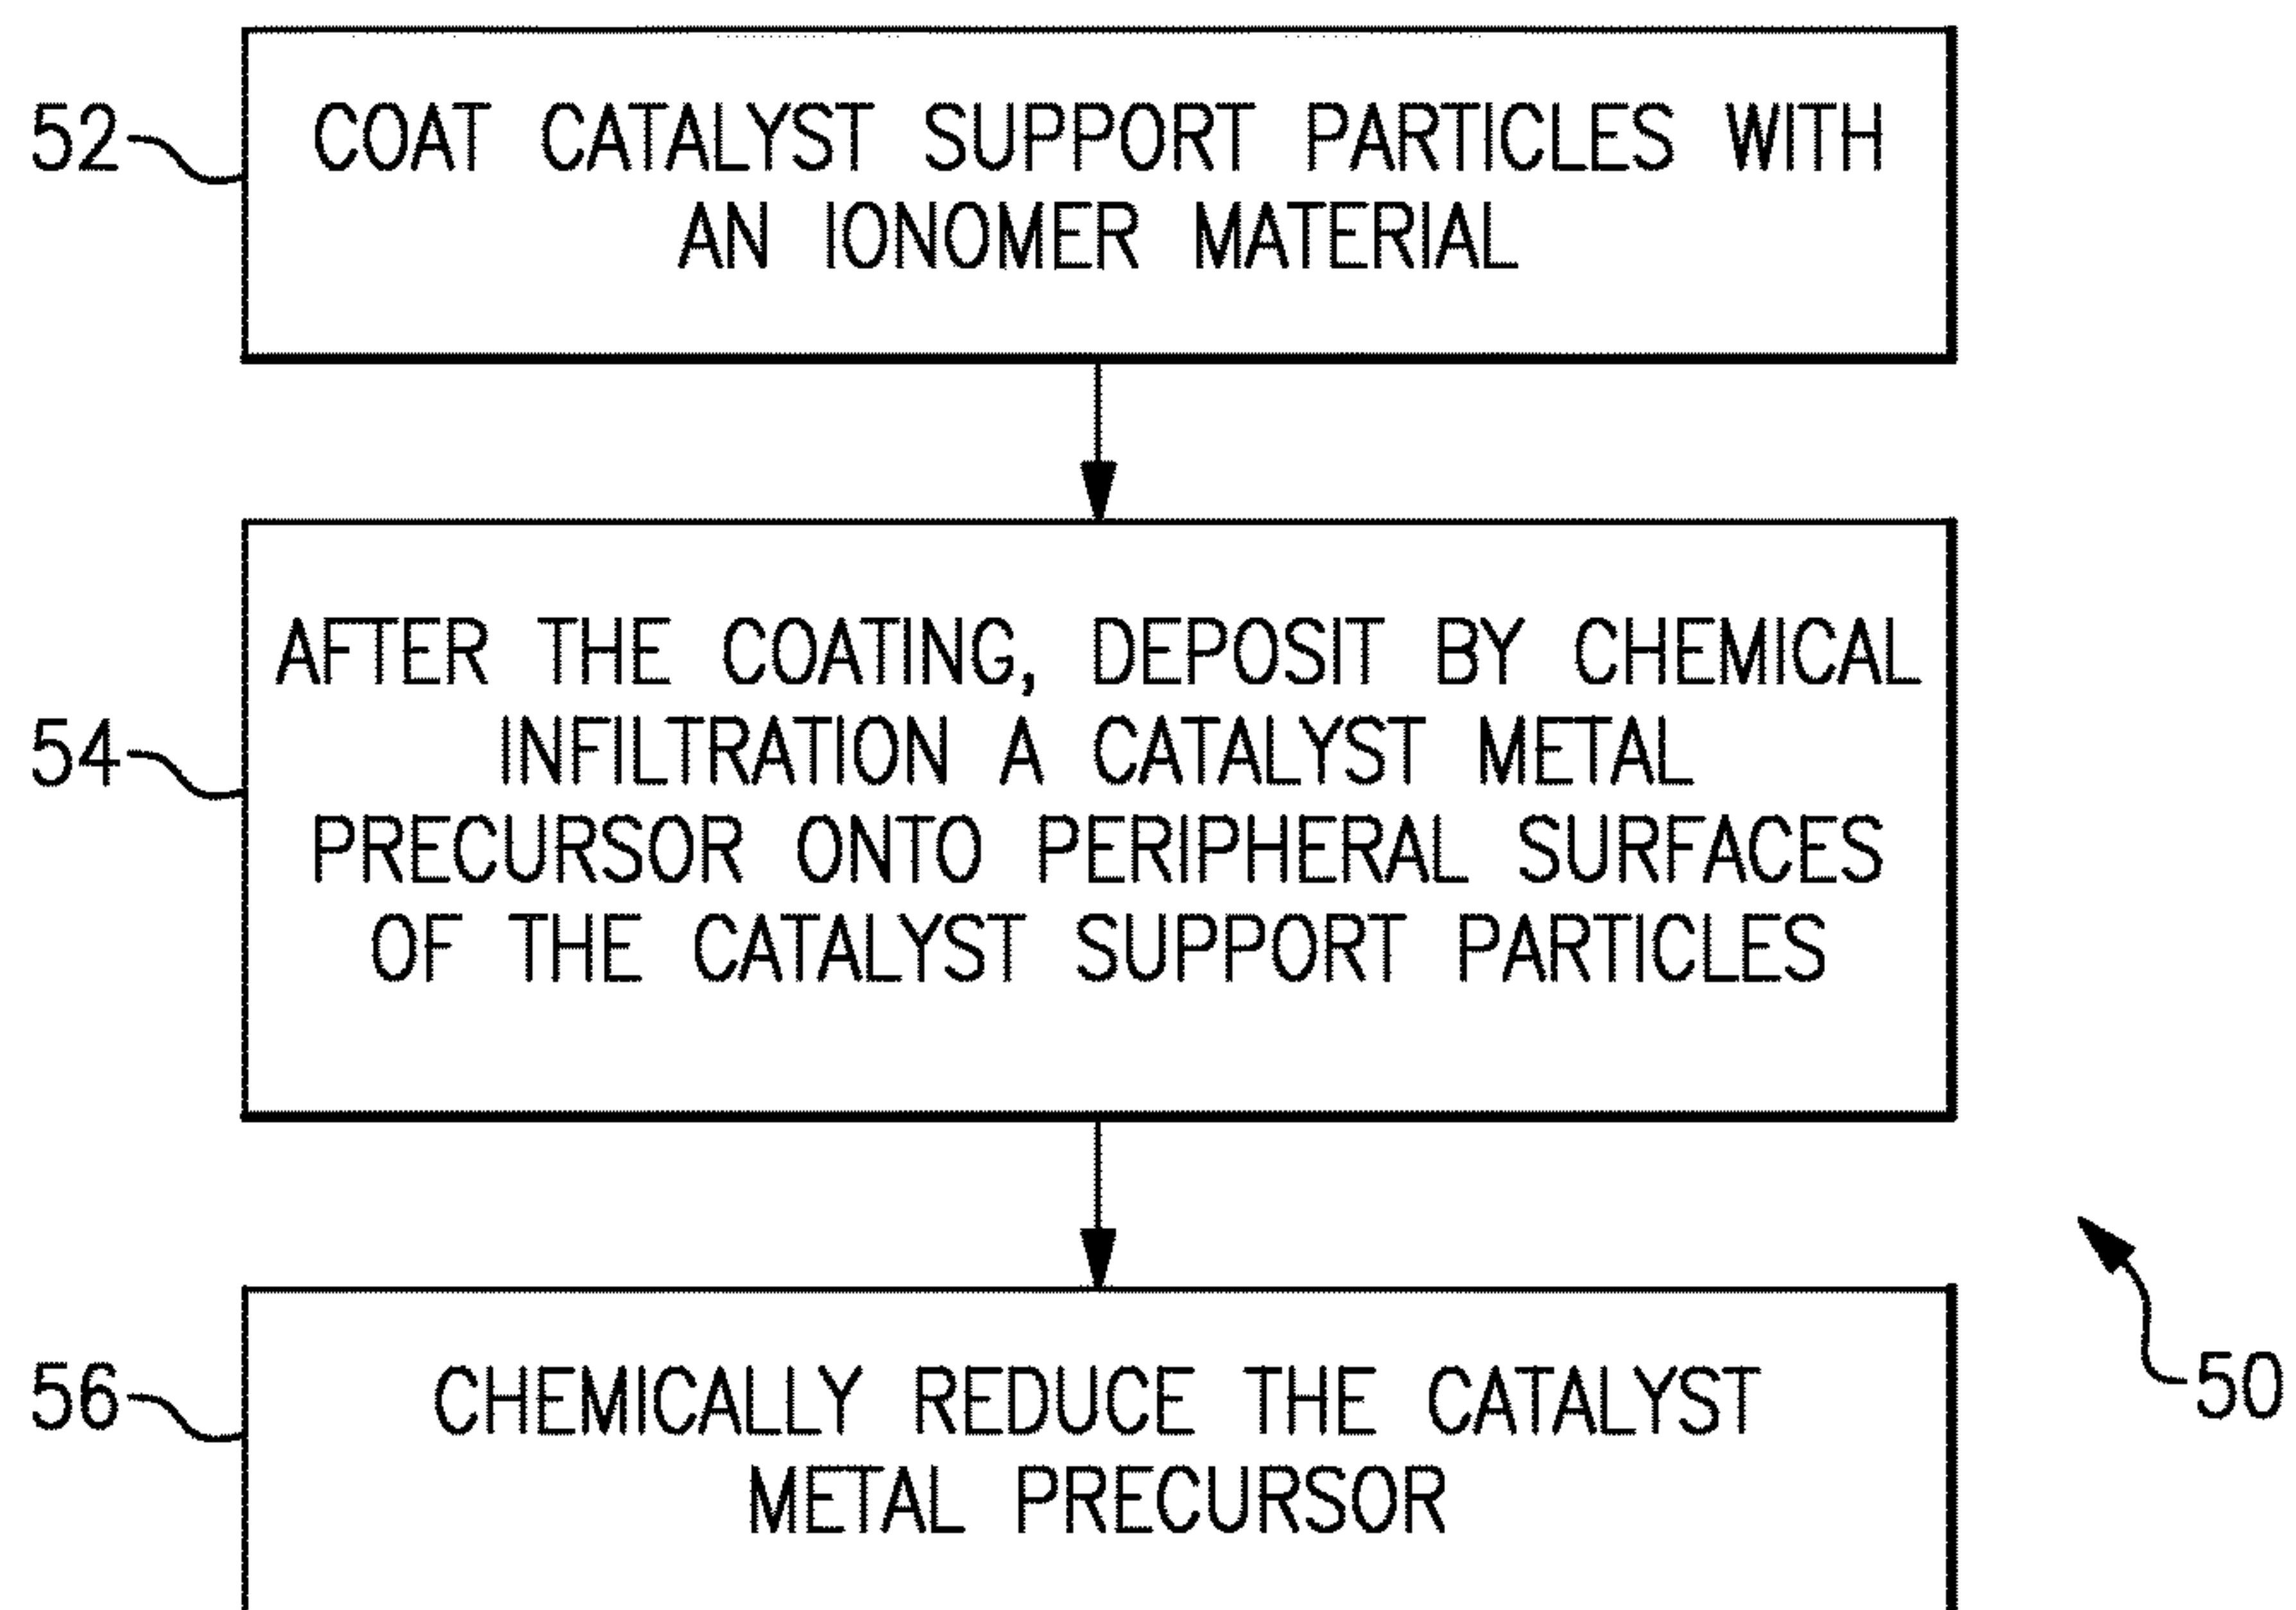 52
COAT CATALYST SUPPORT PARTICLES WITH
AN IONOMER MATERIAL
54
AFTER THE COATING, DEPOSIT BY CHEMICAL
INFILTRATION A CATALYST METAL
PRECURSOR ONTO PERIPHERAL SURFACES
OF THE CATALYST SUPPORT PARTICLES
56
CHEMICALLY REDUCE THE CATALYST
METAL PRECURSOR
50